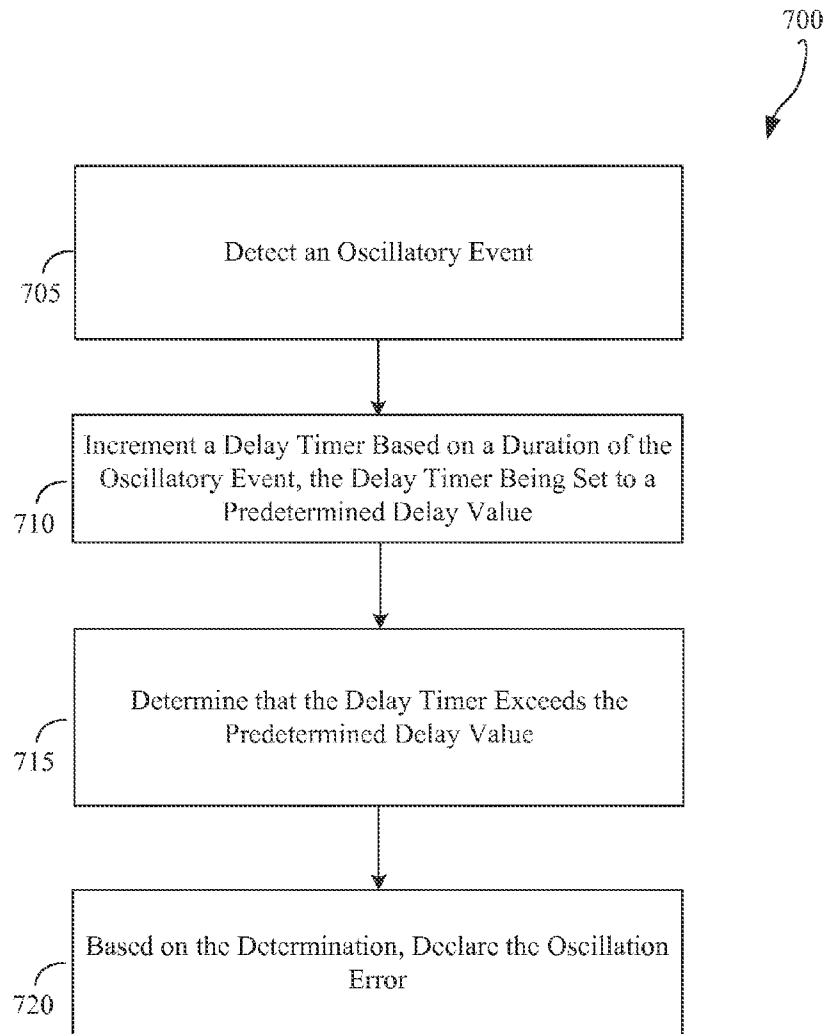 700
Detect an Oscillatory Event
705
Increment a Delay Timer Based on a Duration of the
Oscillatory Event, the Delay Timer Being Set to a
Predetermined Delay Value
710
Determine that the Delay Timer Exceeds the
Predetermined Delay Value
715
Based on the Determination, Declare the Oscillation
Error
720